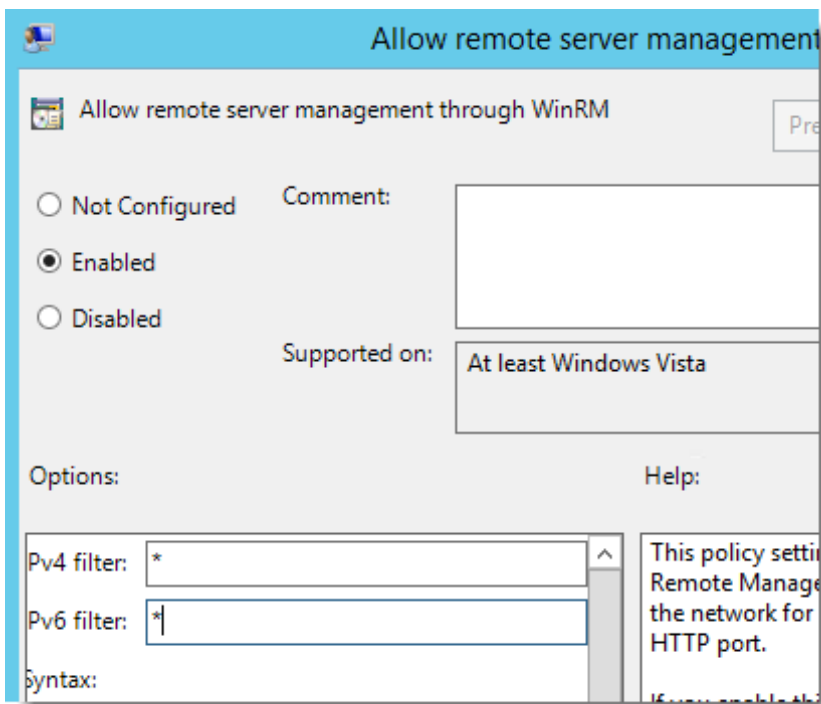 Allow remote server management
Allow remote server management through WinRM
Pre
Not Configured
Comment:
Enabled
Disabled
Supported on:
At least Windows Vista
Options:
Help:
Pv4 filter:
*
Pv6 filter:
*
Syntax:
This policy setti
Remote Manage
the network for
HTTP port.
If you enable thi